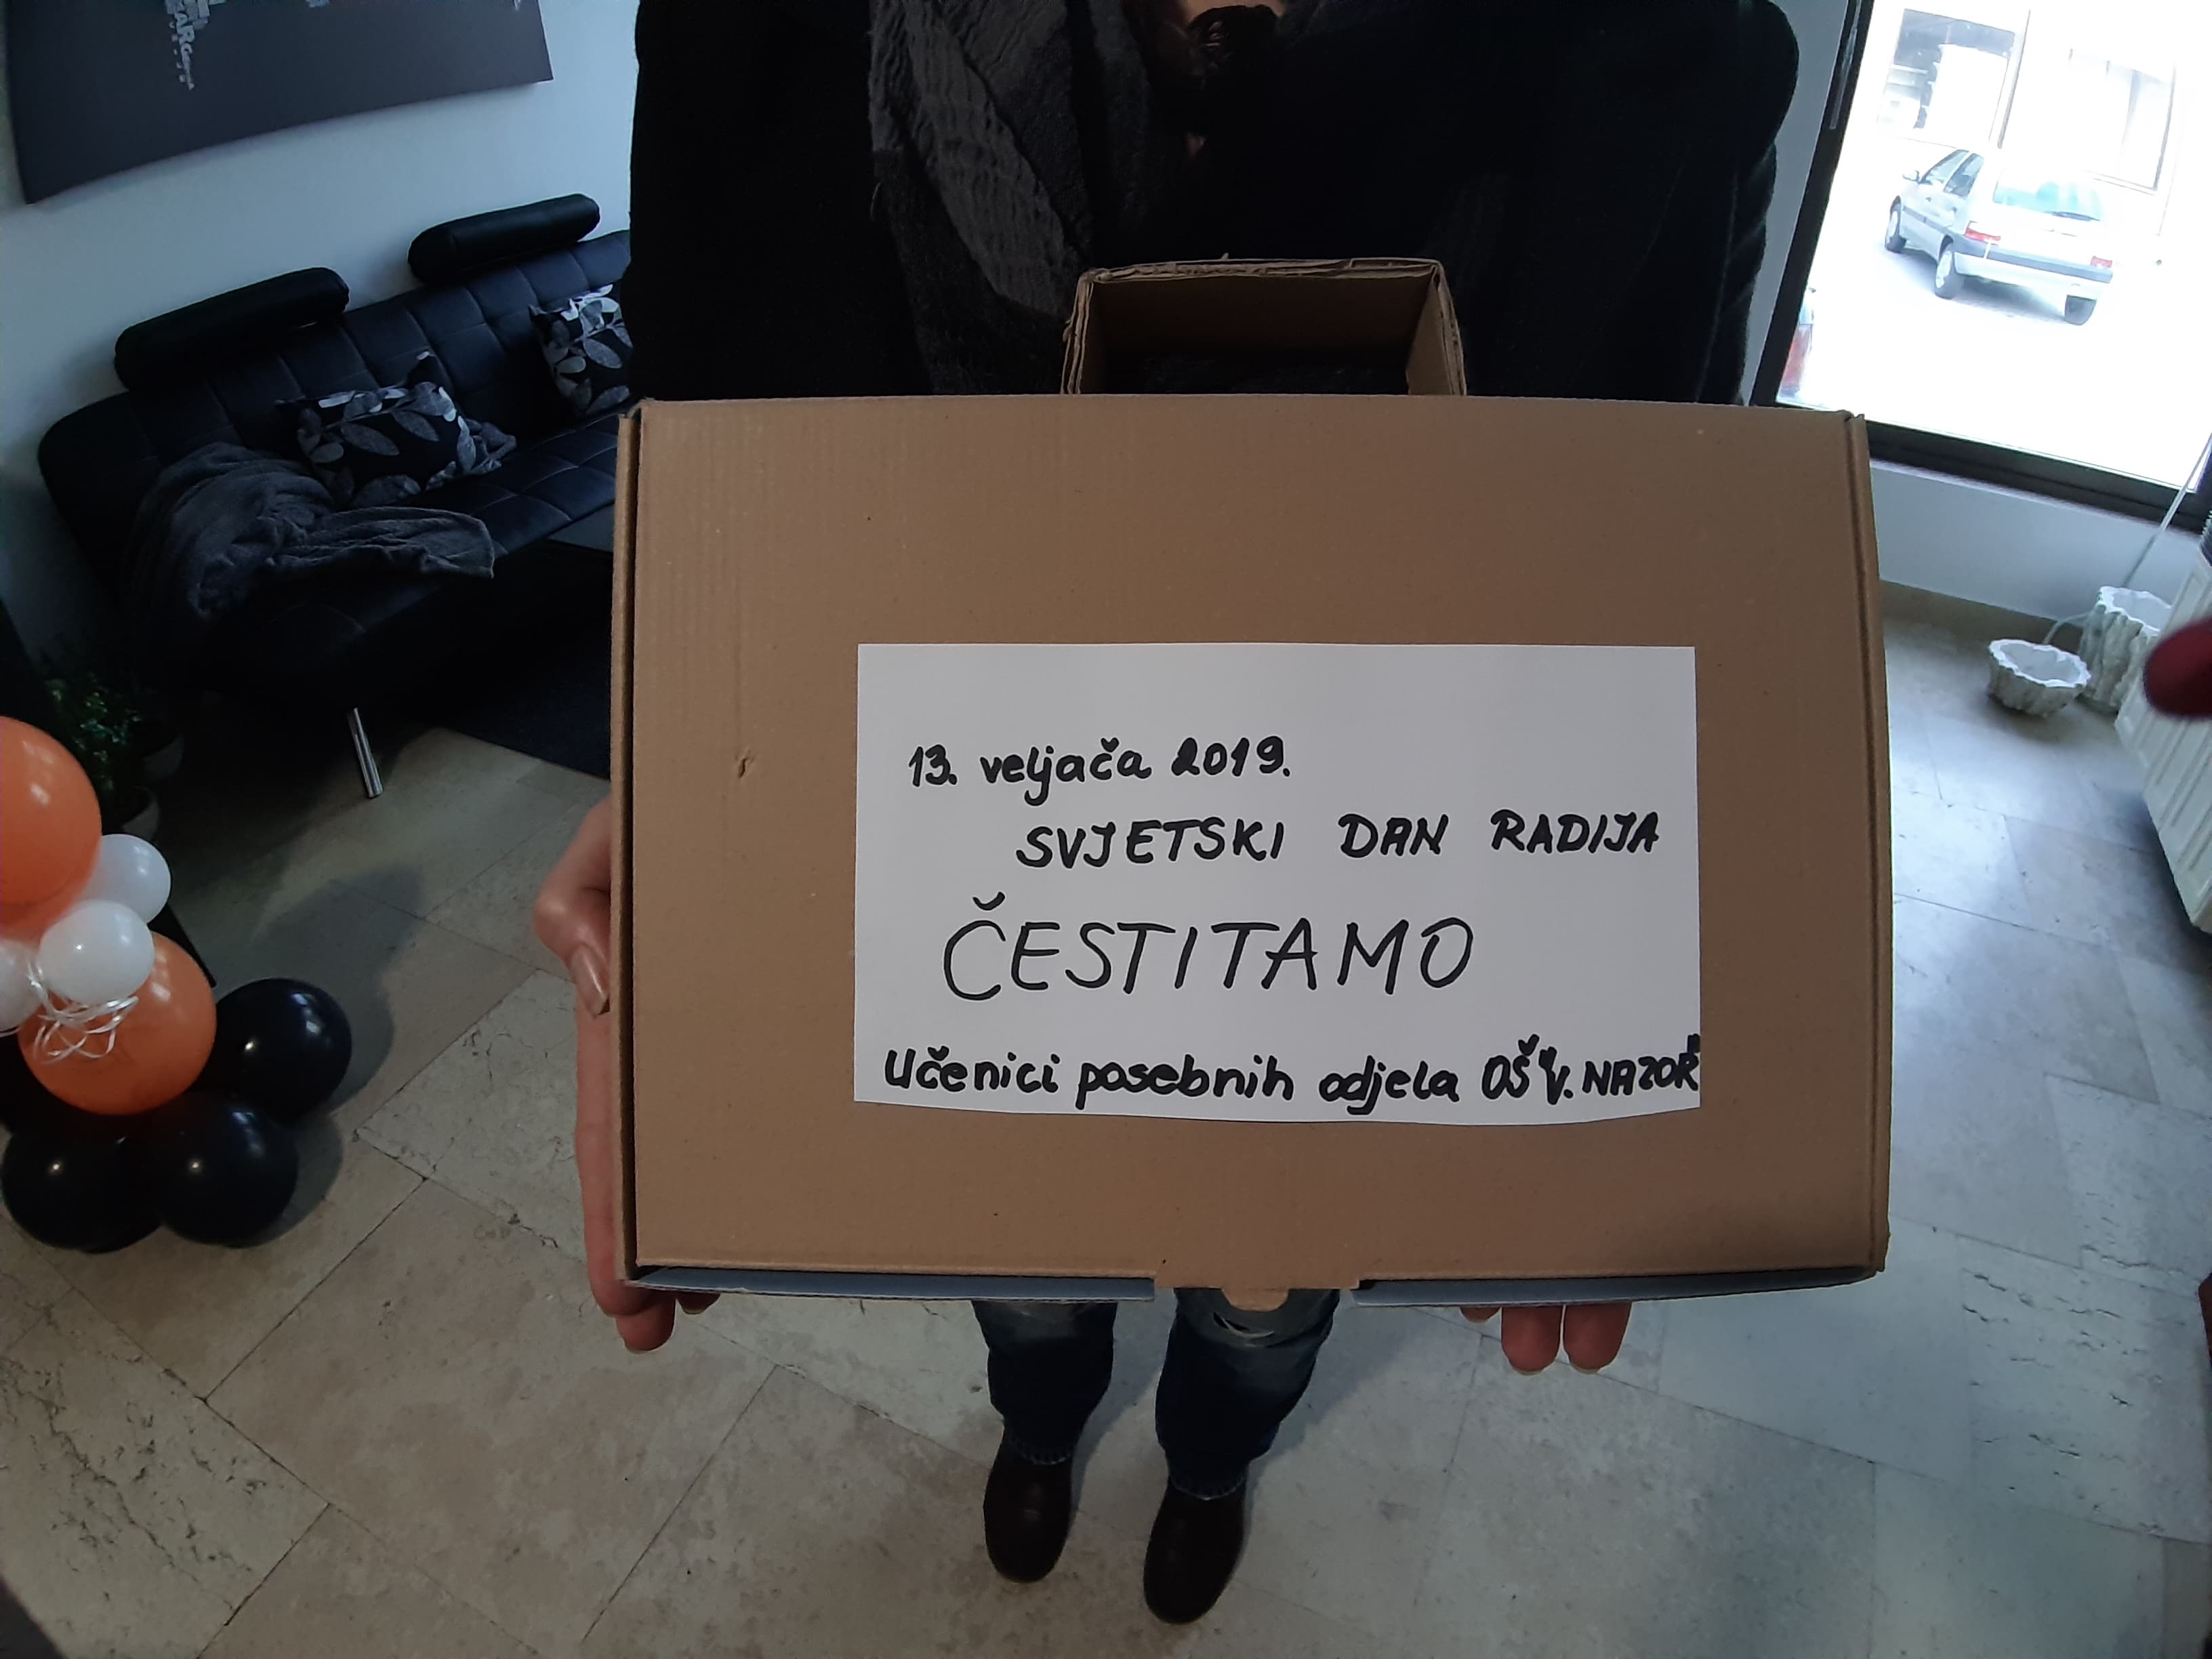 13. veljača 2019.
SVJETSKI DAN RADIJA
ČESTITAMO
Učenici posebnih odjela OŠ "V. NAZOR"